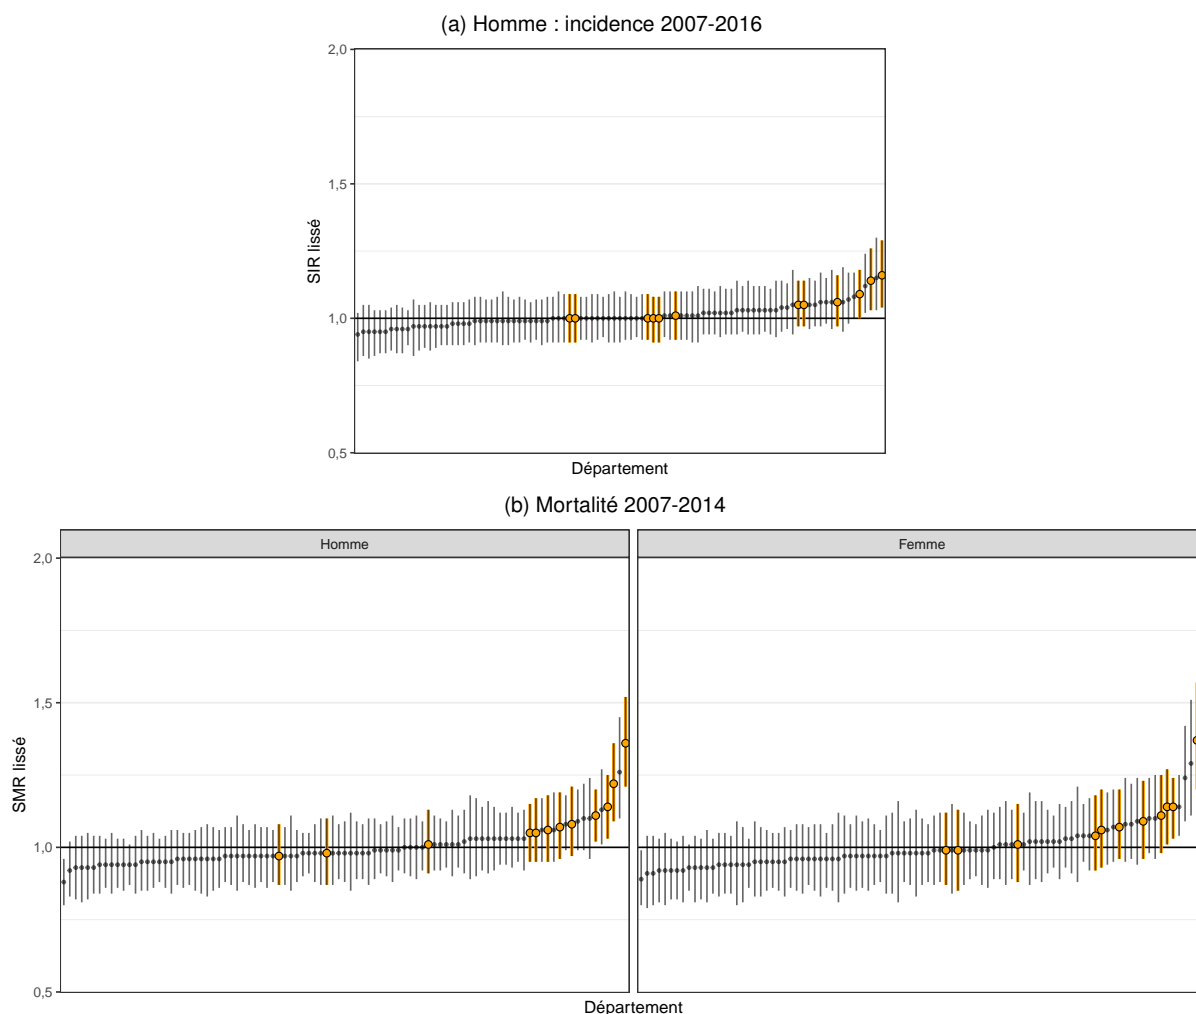 (a) Homme : incidence 2007-2016
2,0
1,5
1,0
0,5
SIR lissé
Département
(b) Mortalité 2007-2014
Homme
Femme
2,0
1,5
1,0
0,5
SMR lissé
Département